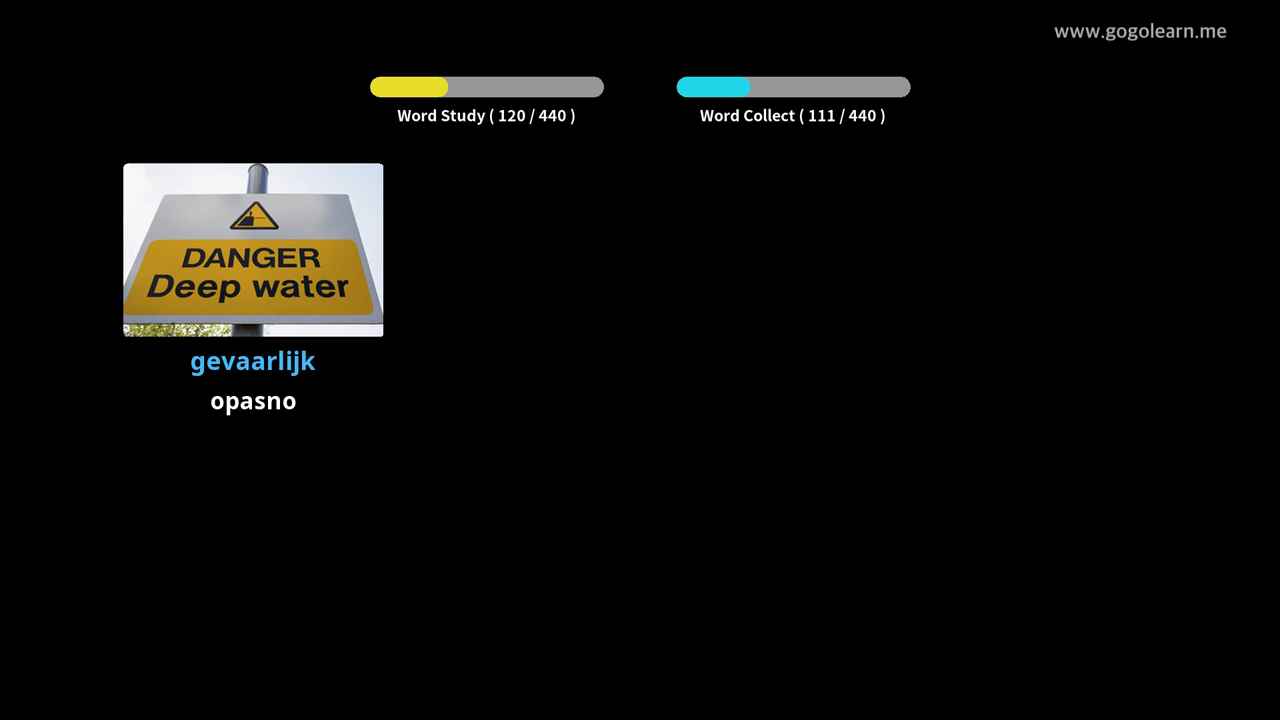 www.gogolearn.me
Word Study ( 120 / 440 )
Word Collect ( 111 / 440 )
DANGER
Deep water
gevaarlijk
opasno